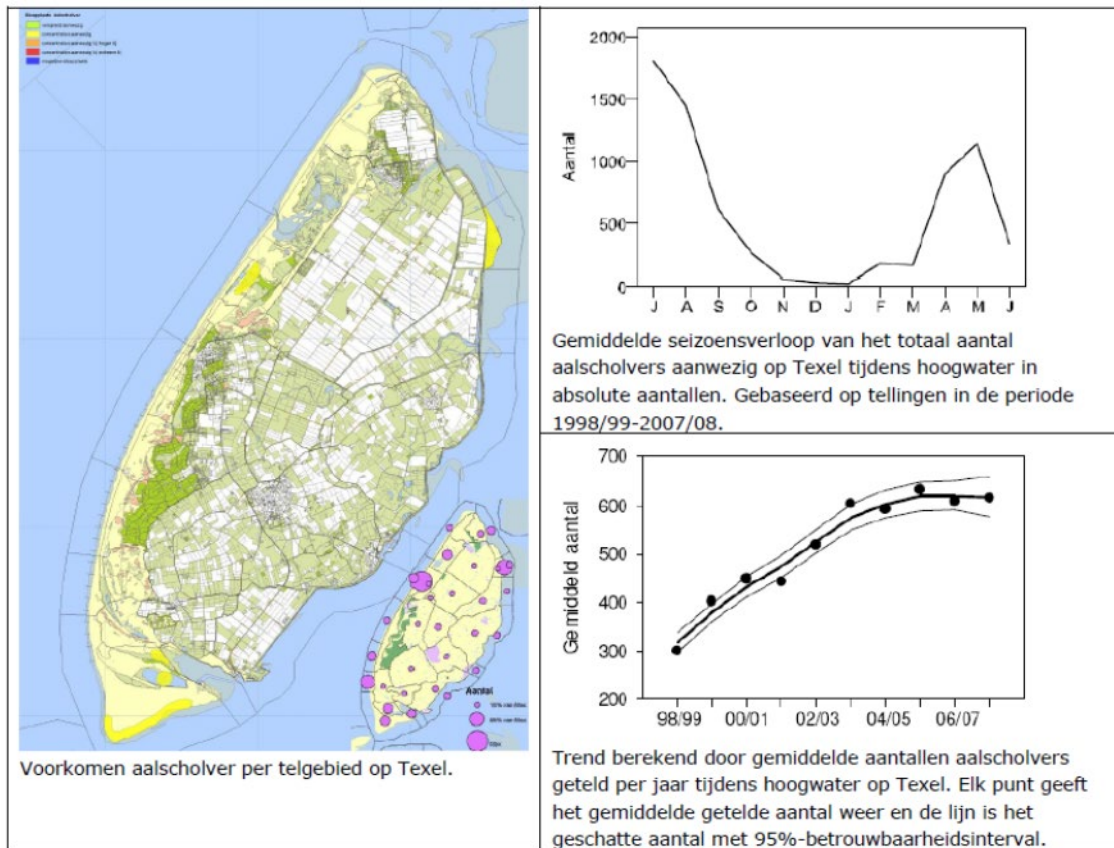 Voorkomen aalscholver per telgebied op Texel.
Aantal
2000
1500
1000
500
0
Aantal
J A S O N D J F M A M J
Gemiddelde seizoensverloop van het totaal aantal
aalscholvers aanwezig op Texel tijdens hoogwater in
absolute aantallen. Gebaseerd op tellingen in de periode
1998/99-2007/08.
700
600
500
400
300
200
Gemiddeld aantal
98/99 00/01 02/03 04/05 06/07
Trend berekend door gemiddelde aantallen aalscholvers
geteld per jaar tijdens hoogwater op Texel. Elk punt geeft
het gemiddelde getelde aantal weer en de lijn is het
geschatte aantal met 95%-betrouwbaarheidsinterval.